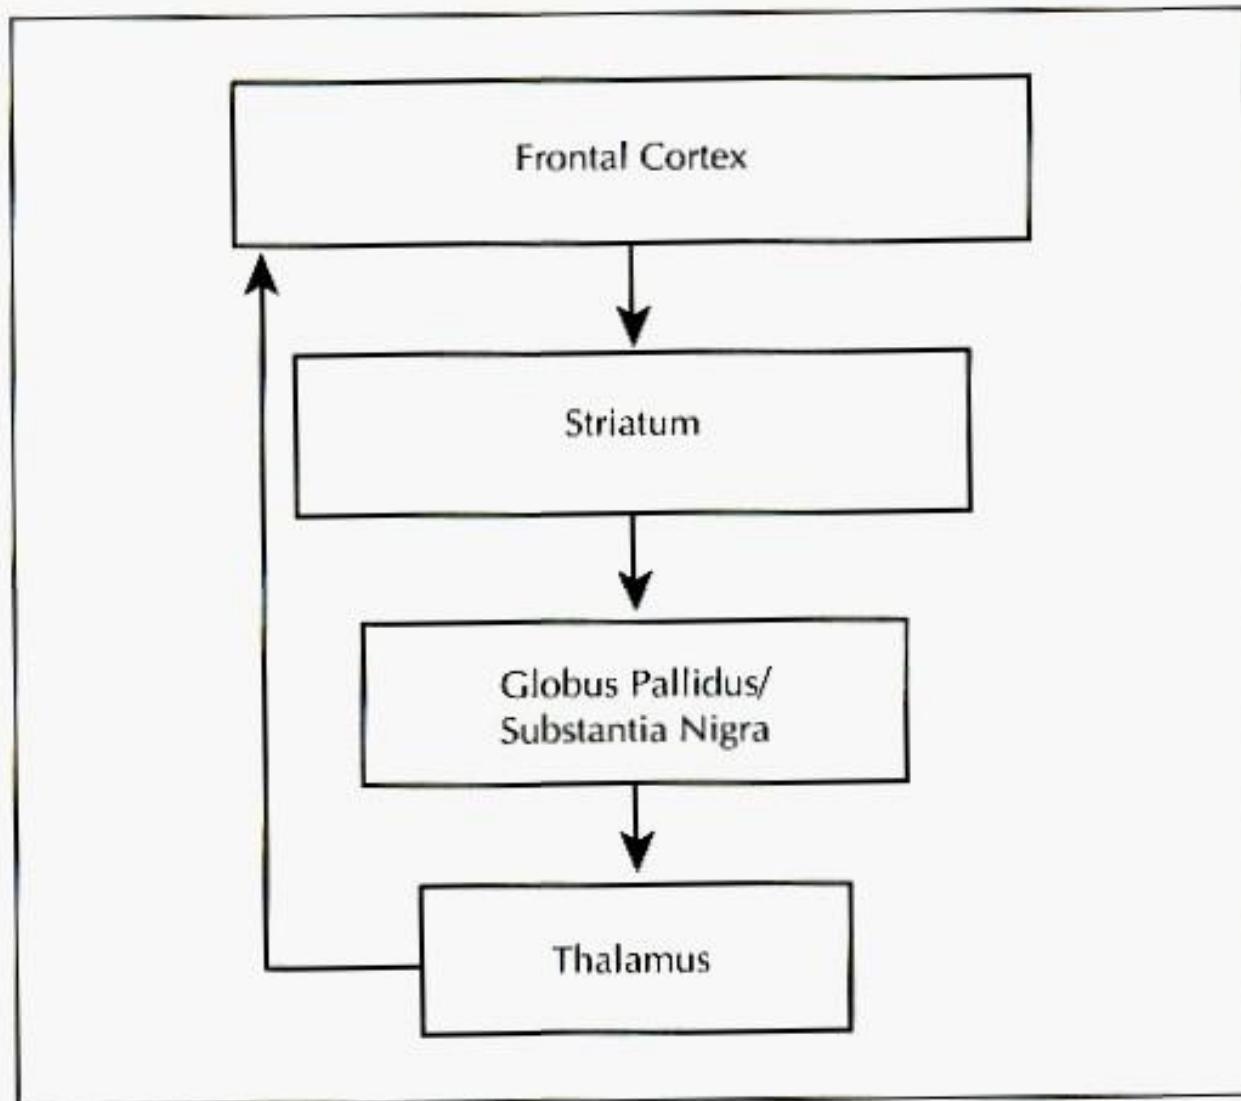 Frontal Cortex
Striatum
Globus Pallidus/
Substantia Nigra
Thalamus